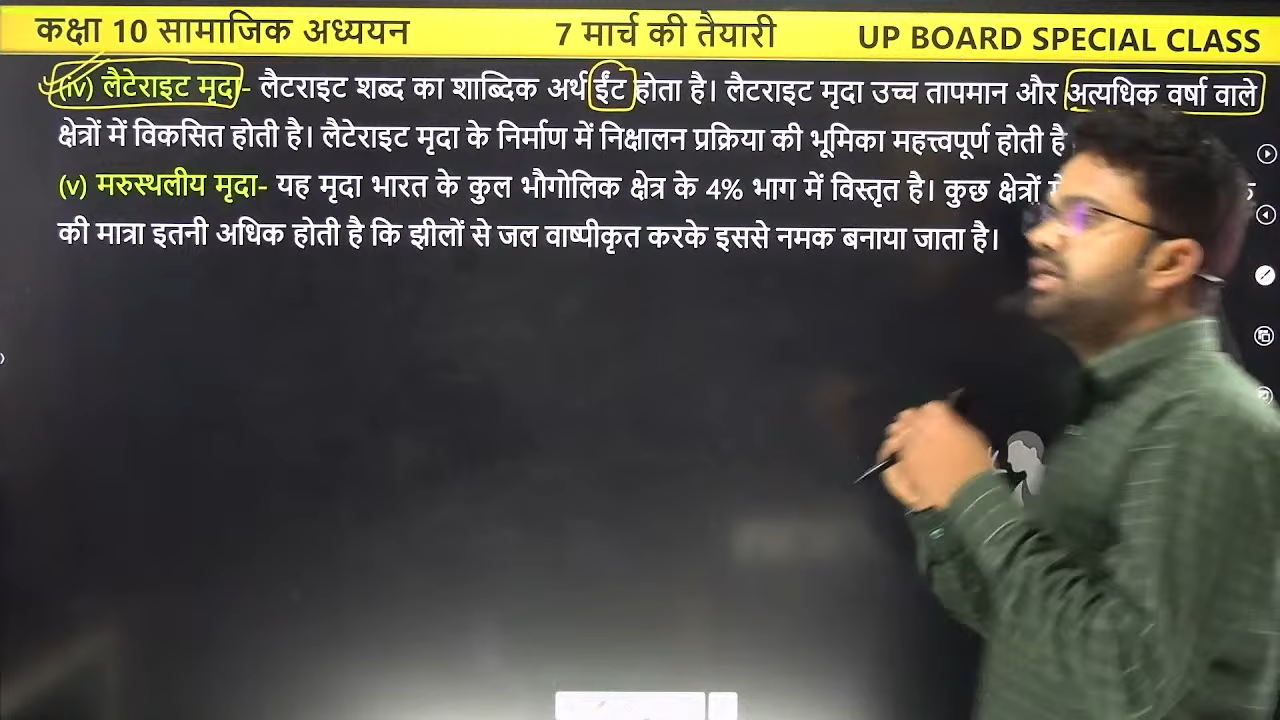 कक्षा 10 सामाजिक अध्ययन 7 मार्च की तैयारी UP BOARD SPECIAL CLASS
(iv) लैटेराइट मृदा- लैटराइट शब्द का शाब्दिक अर्थ ईंट होता है। लैटराइट मृदा उच्च तापमान और अत्यधिक वर्षा वाले
क्षेत्रों में विकसित होती है। लैटेराइट मृदा के निर्माण में निक्षालन प्रक्रिया की भूमिका महत्त्वपूर्ण होती है
(v) मरुस्थलीय मृदा- यह मृदा भारत के कुल भौगोलिक क्षेत्र के 4% भाग में विस्तृत है। कुछ क्षेत्रों
की मात्रा इतनी अधिक होती है कि झीलों से जल वाष्पीकृत करके इससे नमक बनाया जाता है।